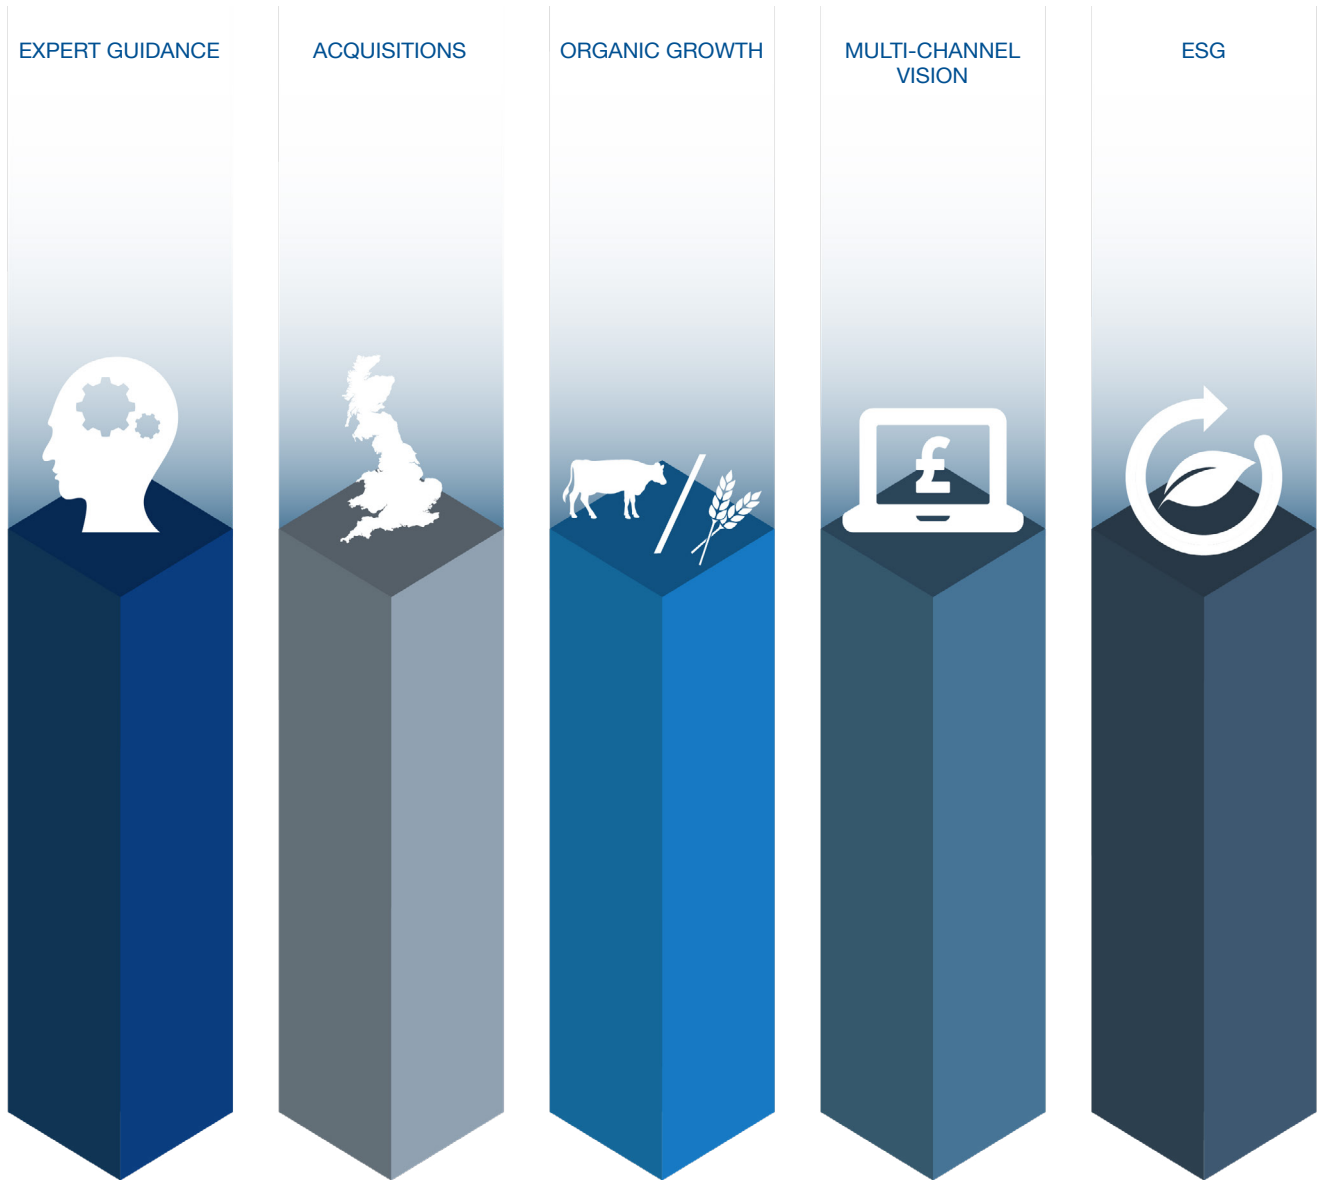 EXPERT GUIDANCE
ACQUISITIONS
ORGANIC GROWTH
MULTI-CHANNEL
VISION
ESG
£